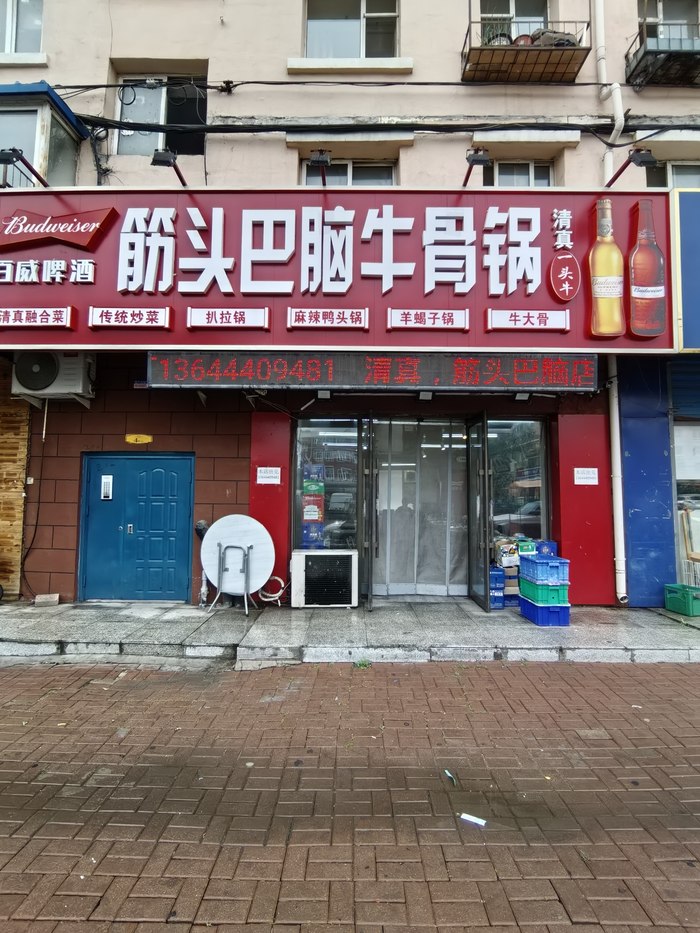 Budweiser
百威啤酒
筋头巴脑牛骨锅
清真
一头牛
Budweiser
Budweiser
清真融合菜
传统炒菜
扒拉锅
麻辣鸭头锅
羊蝎子锅
牛大骨
13644409481 清真，筋头巴脑店